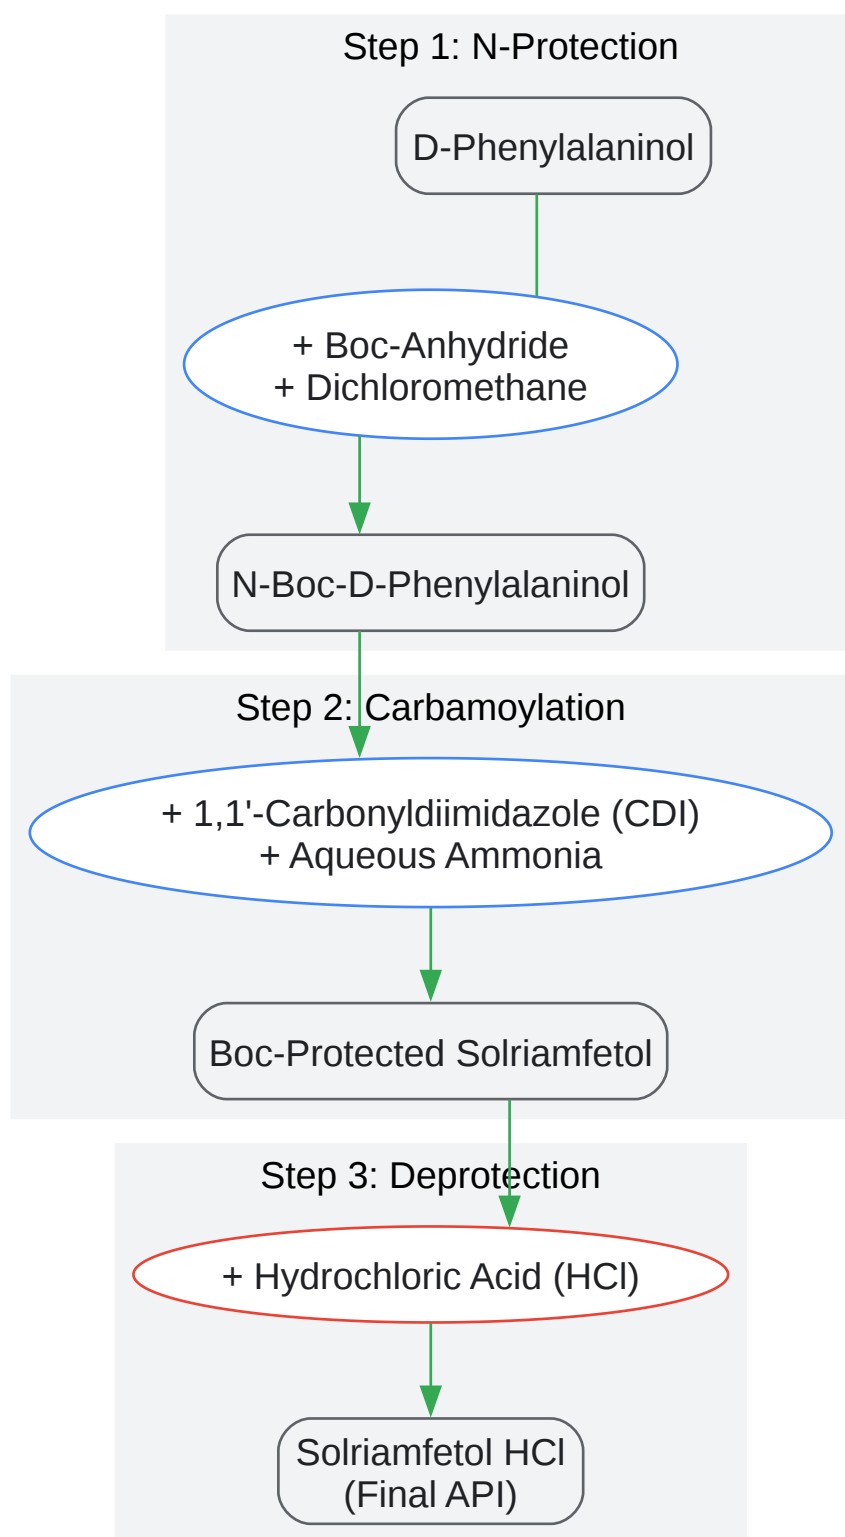 Step 1: N-Protection
D-Phenylalaninol
+ Boc-Anhydride
+ Dichloromethane
N-Boc-D-Phenylalaninol
Step 2: Carbamoylation
+ 1,1'-Carbonyldiimidazole (CDI)
+ Aqueous Ammonia
Boc-Protected Solriamfetol
Step 3: Deprotection
+ Hydrochloric Acid (HCl)
Solriamfetol HCl
(Final API)